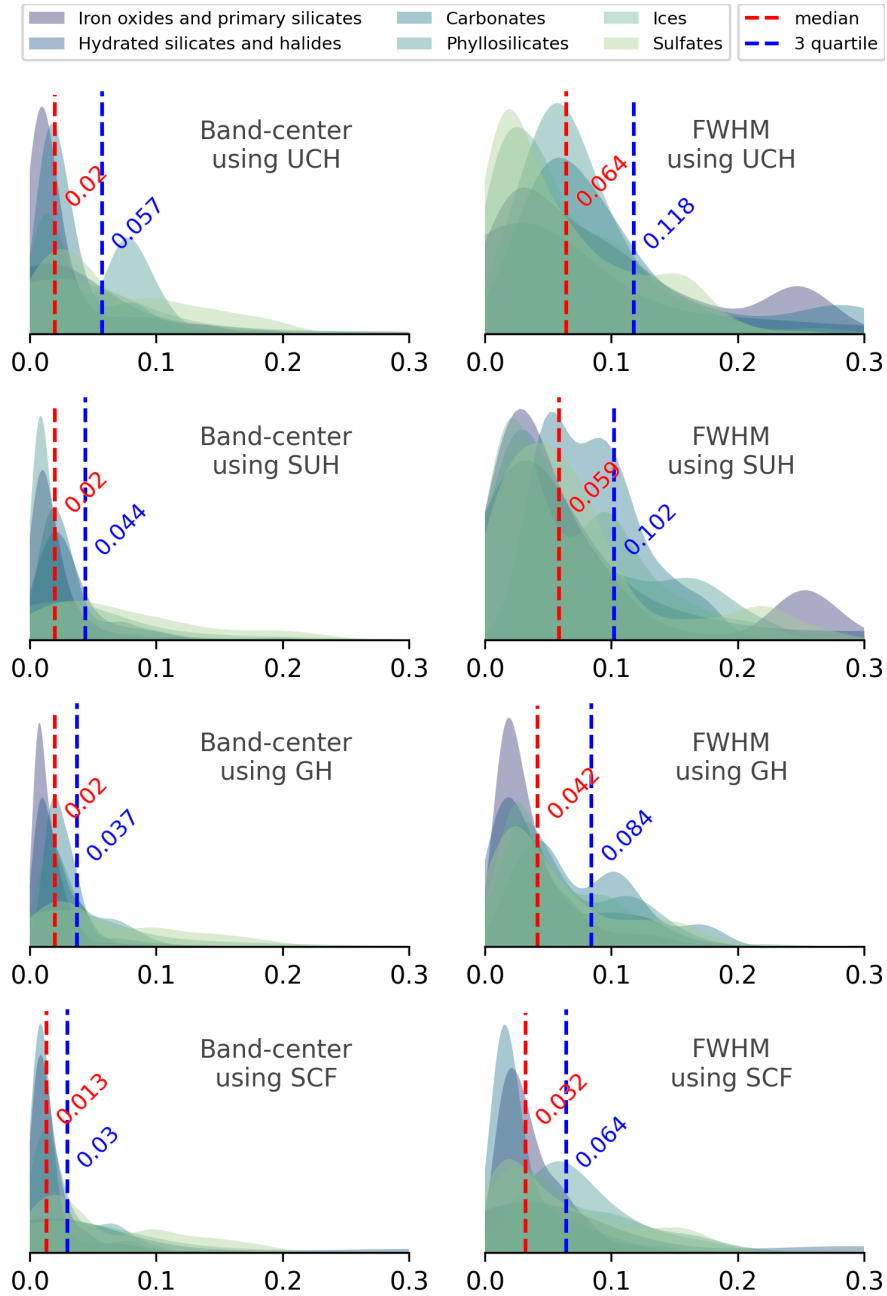 Iron oxides and primary silicates
Hydrated silicates and halides
Carbonates
Phyllosilicates
Ices
Sulfates
median
3 quartile
Band-center
using UCH
0.02
0.057
0.0 0.1 0.2 0.3
FWHM
using UCH
0.064
0.118
0.0 0.1 0.2 0.3
Band-center
using SUH
0.02
0.044
0.0 0.1 0.2 0.3
FWHM
using SUH
0.059
0.102
0.0 0.1 0.2 0.3
Band-center
using GH
0.02
0.037
0.0 0.1 0.2 0.3
FWHM
using GH
0.042
0.084
0.0 0.1 0.2 0.3
Band-center
using SCF
0.013
0.03
0.0 0.1 0.2 0.3
FWHM
using SCF
0.032
0.064
0.0 0.1 0.2 0.3